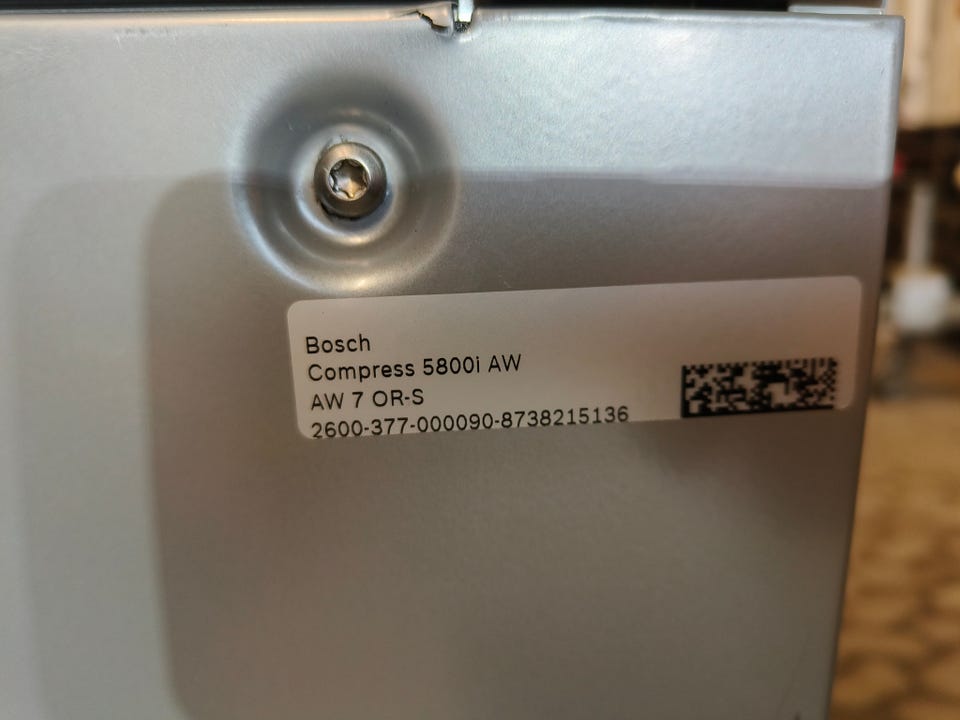 Bosch
Compress 5800i AW
AW 7 OR-S
2600-377-000090-8738215136